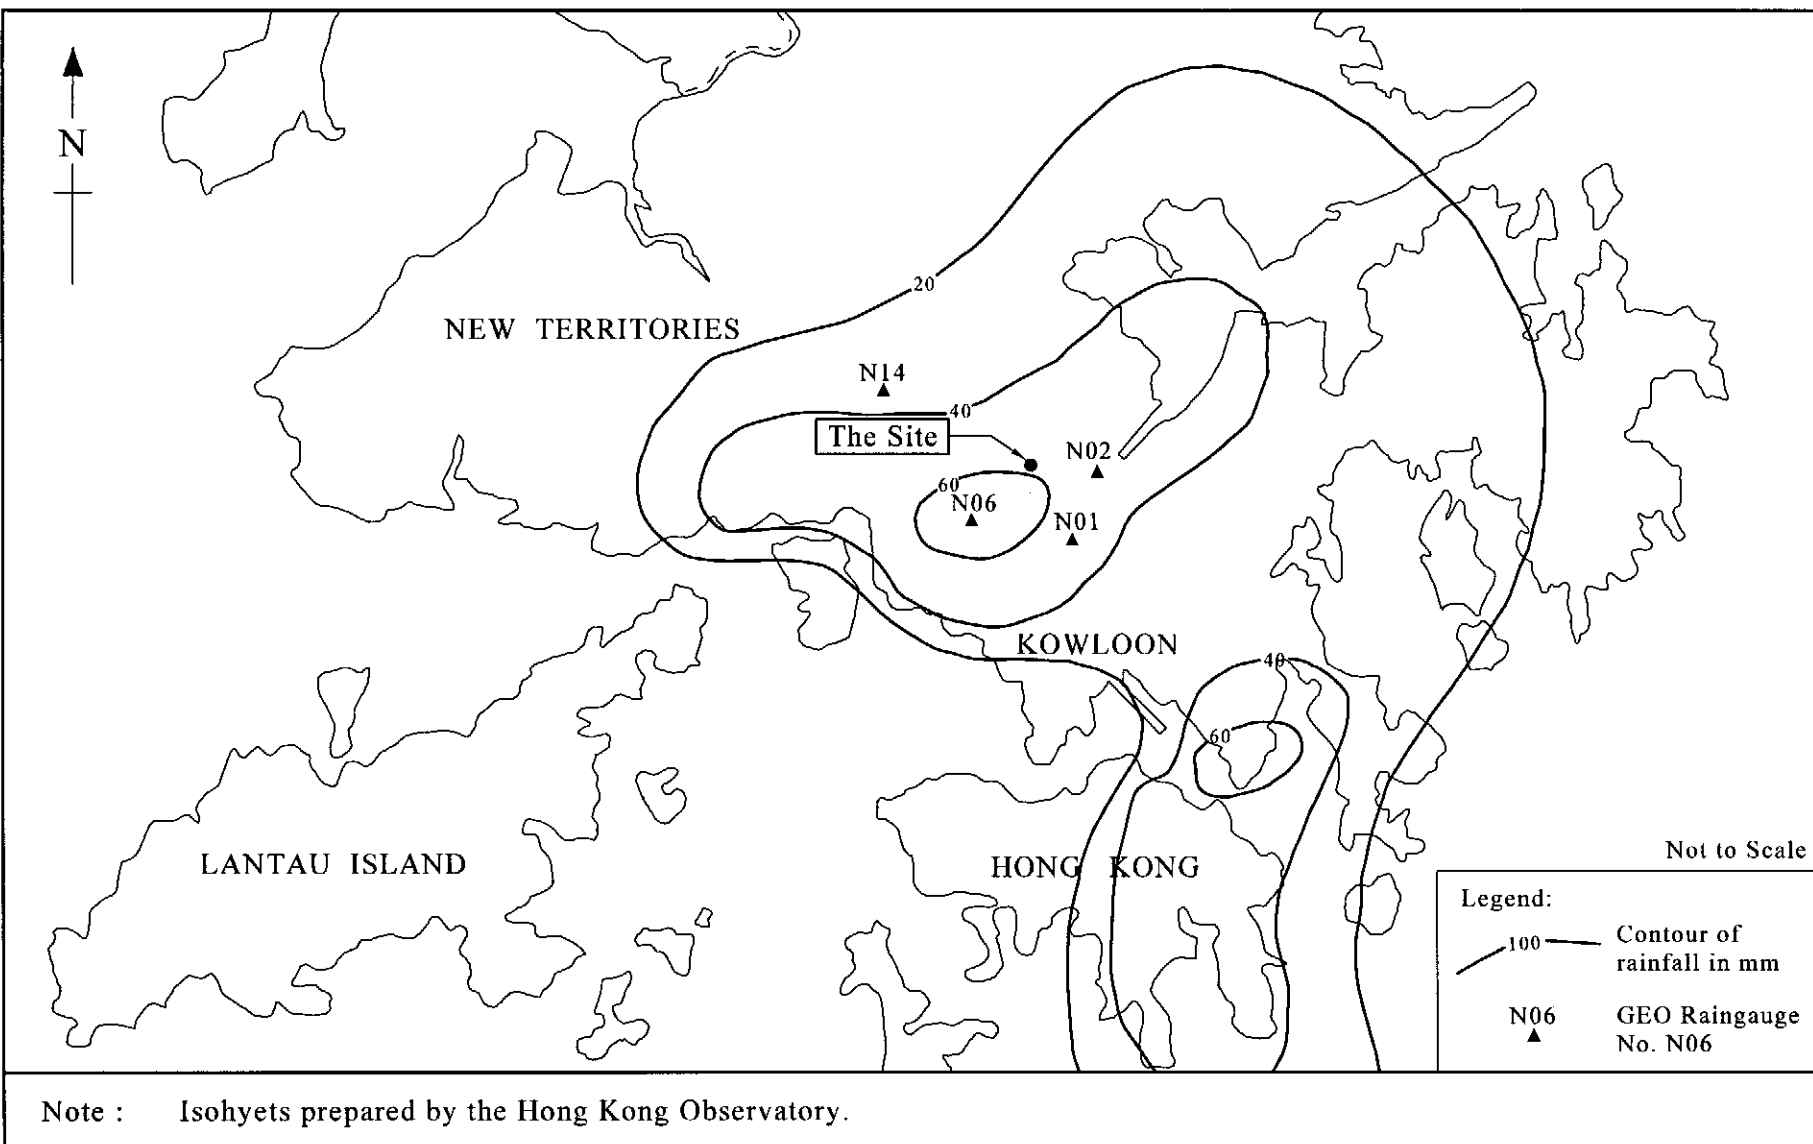 N
20
NEW TERRITORIES
N14
40
The Site
N02
60
N06
N01
KOWLOON
40
60
LANTAU ISLAND
HONG KONG
Not to Scale
Legend:
100
Contour of
rainfall in mm
N06
GEO Raingauge
No. N06
Note : Isohyets prepared by the Hong Kong Observatory.